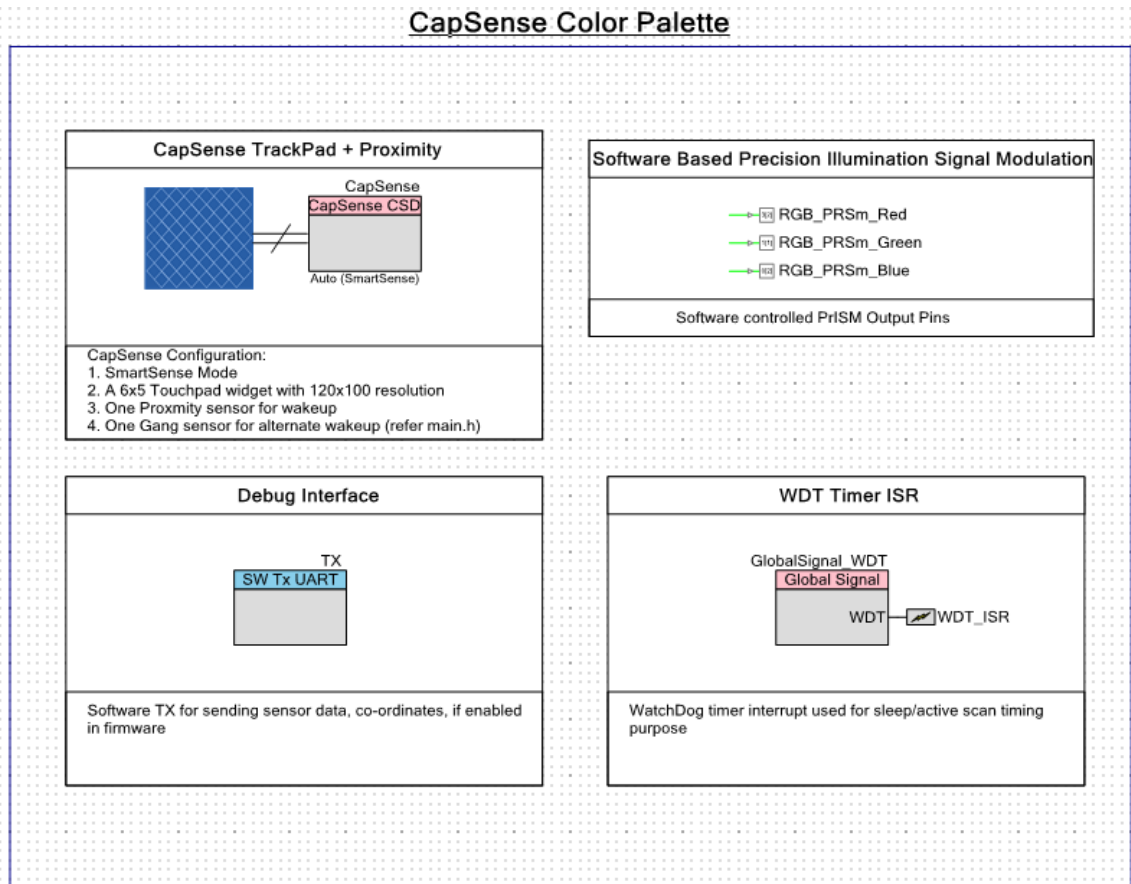 CapSense Color Palette
CapSense TrackPad + Proximity
CapSense
CapSense CSD
Auto (SmartSense)
CapSense Configuration:
1. SmartSense Mode
2. A 6x5 Touchpad widget with 120x100 resolution
3. One Proxmity sensor for wakeup
4. One Gang sensor for alternate wakeup (refer main.h)
Software Based Precision Illumination Signal Modulation
RGB_PRSm_Red
RGB_PRSm_Green
RGB_PRSm_Blue
Software controlled PrISM Output Pins
Debug Interface
TX
SW Tx UART
Software TX for sending sensor data, co-ordinates, if enabled
in firmware
WDT Timer ISR
GlobalSignal_WDT
Global Signal
WDT
WDT_ISR
WatchDog timer interrupt used for sleep/active scan timing
purpose